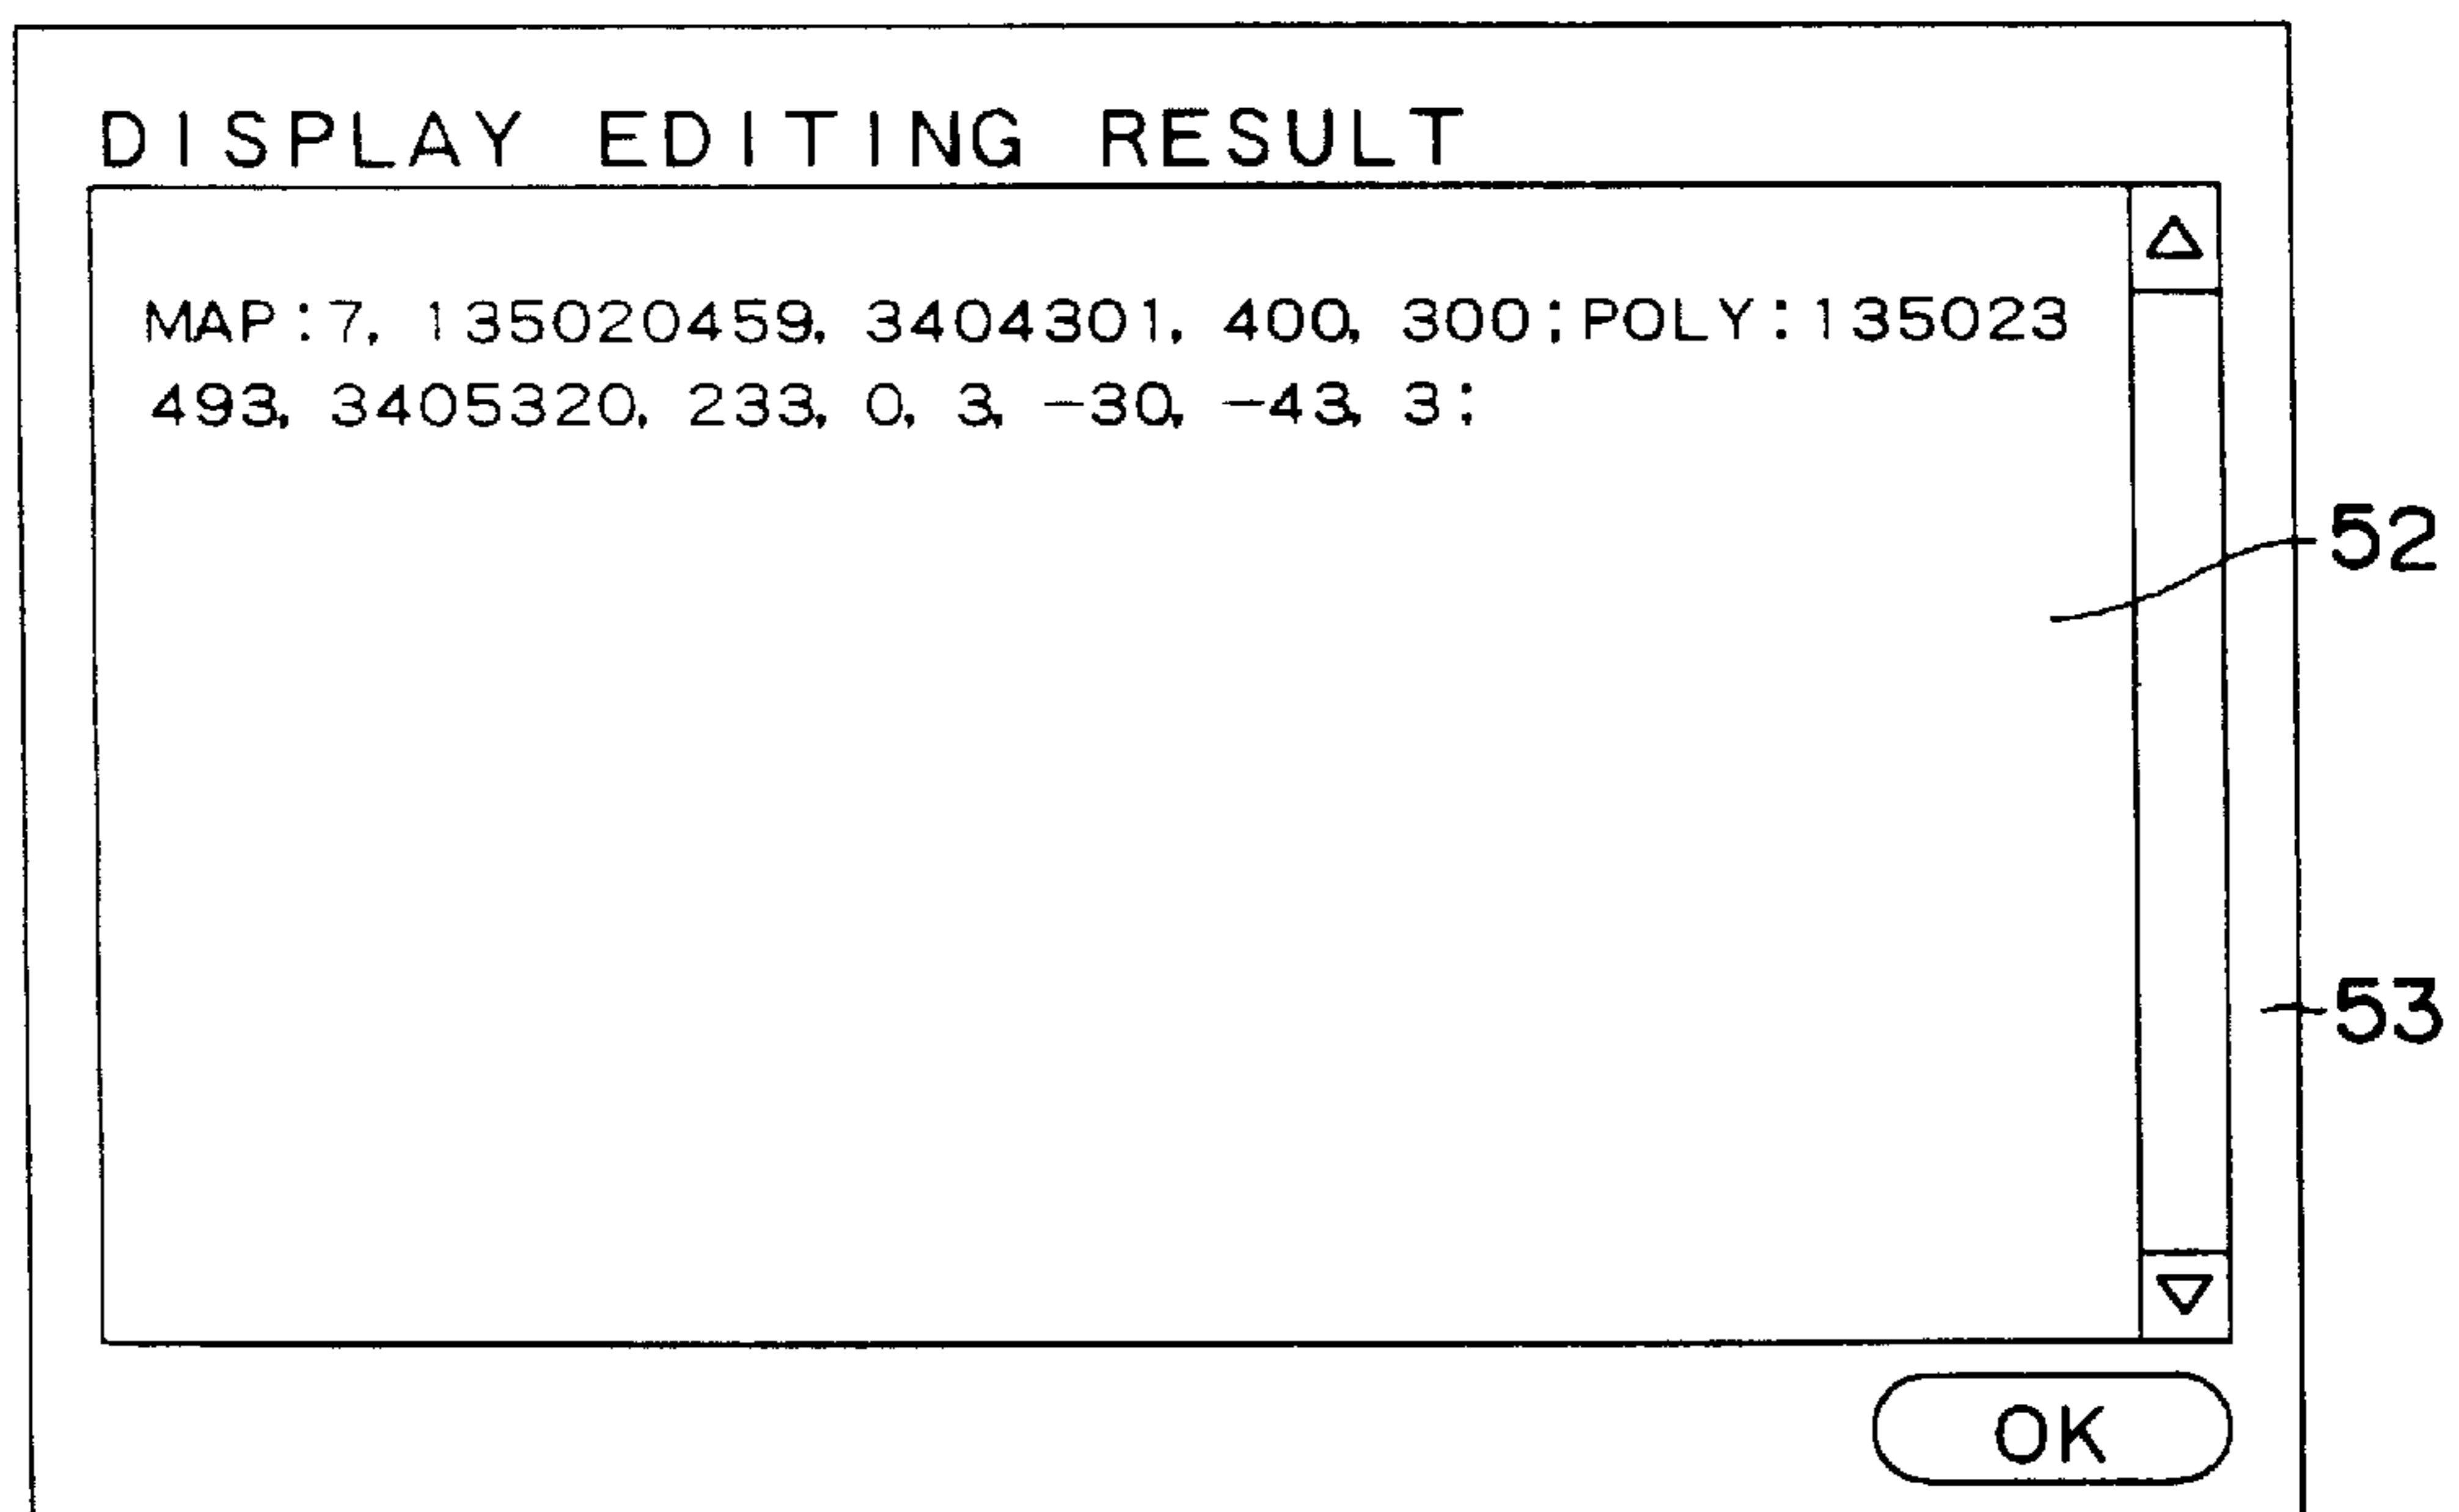 DISPLAY EDITING RESULT
MAP:7, 135020459, 3404301, 400, 300;POLY:135023
493, 3405320, 233, 0, 3, -30, -43, 3;
52
53
OK